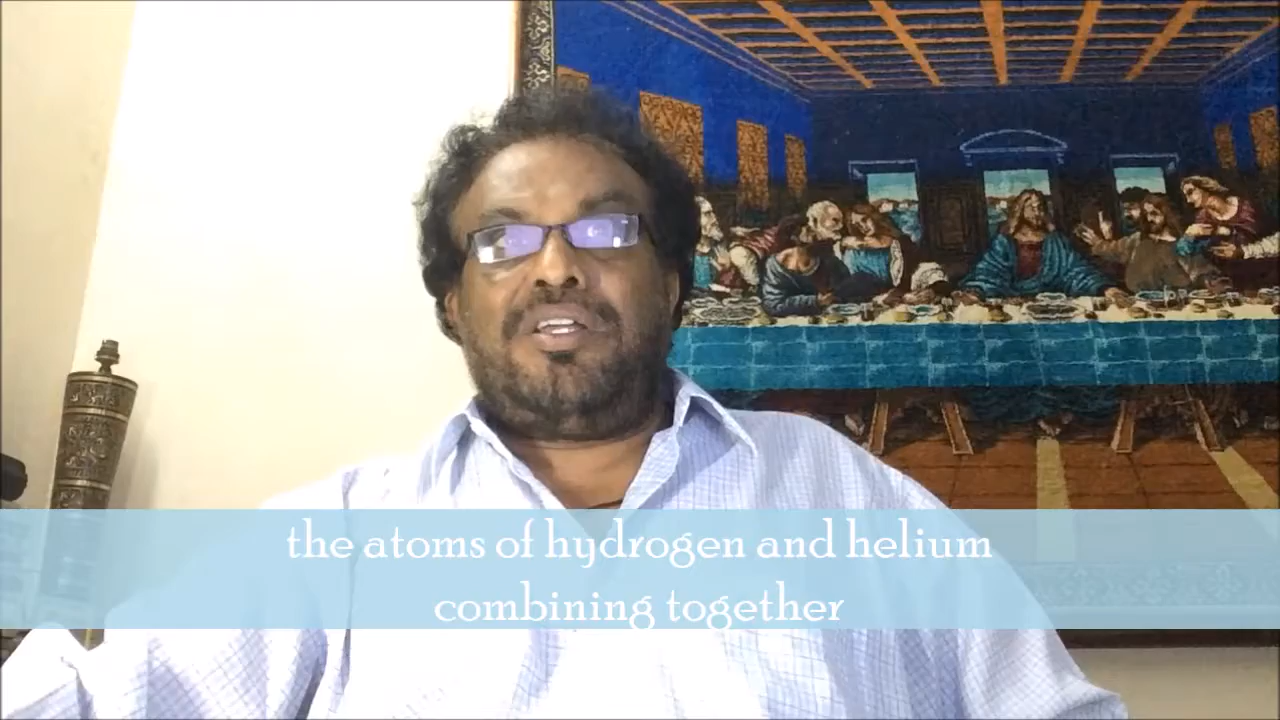 the atoms of hydrogen and helium
combining together